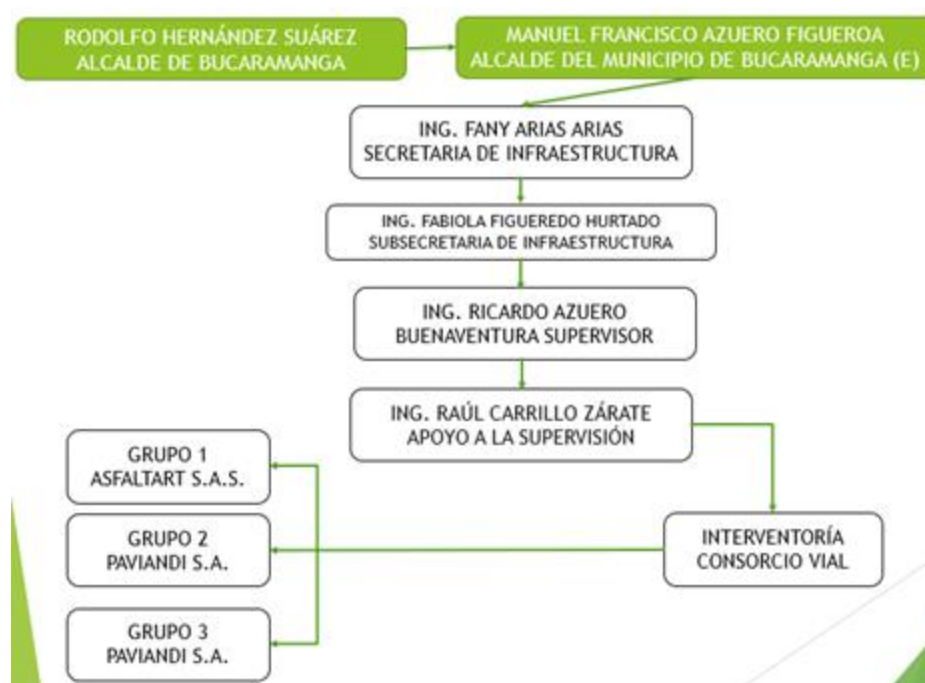 RODOLFO HERNÁNDEZ SUÁREZ
ALCALDE DE BUCARAMANGA
MANUEL FRANCISCO AZUERO FIGUEROA
ALCALDE DEL MUNICIPIO DE BUCARAMANGA (E)
ING. FANY ARIAS ARIAS
SECRETARIA DE INFRAESTRUCTURA
ING. FABIOLA FIGUEREDO HURTADO
SUBSECRETARIA DE INFRAESTRUCTURA
ING. RICARDO AZUERO
BUENAVENTURA SUPERVISOR
ING. RAÚL CARRILLO ZÁRATE
APOYO A LA SUPERVISIÓN
INTERVENTORÍA
CONSORCIO VIAL
GRUPO 1
ASFALTART S.A.S.
GRUPO 2
PAVIANDI S.A.
GRUPO 3
PAVIANDI S.A.